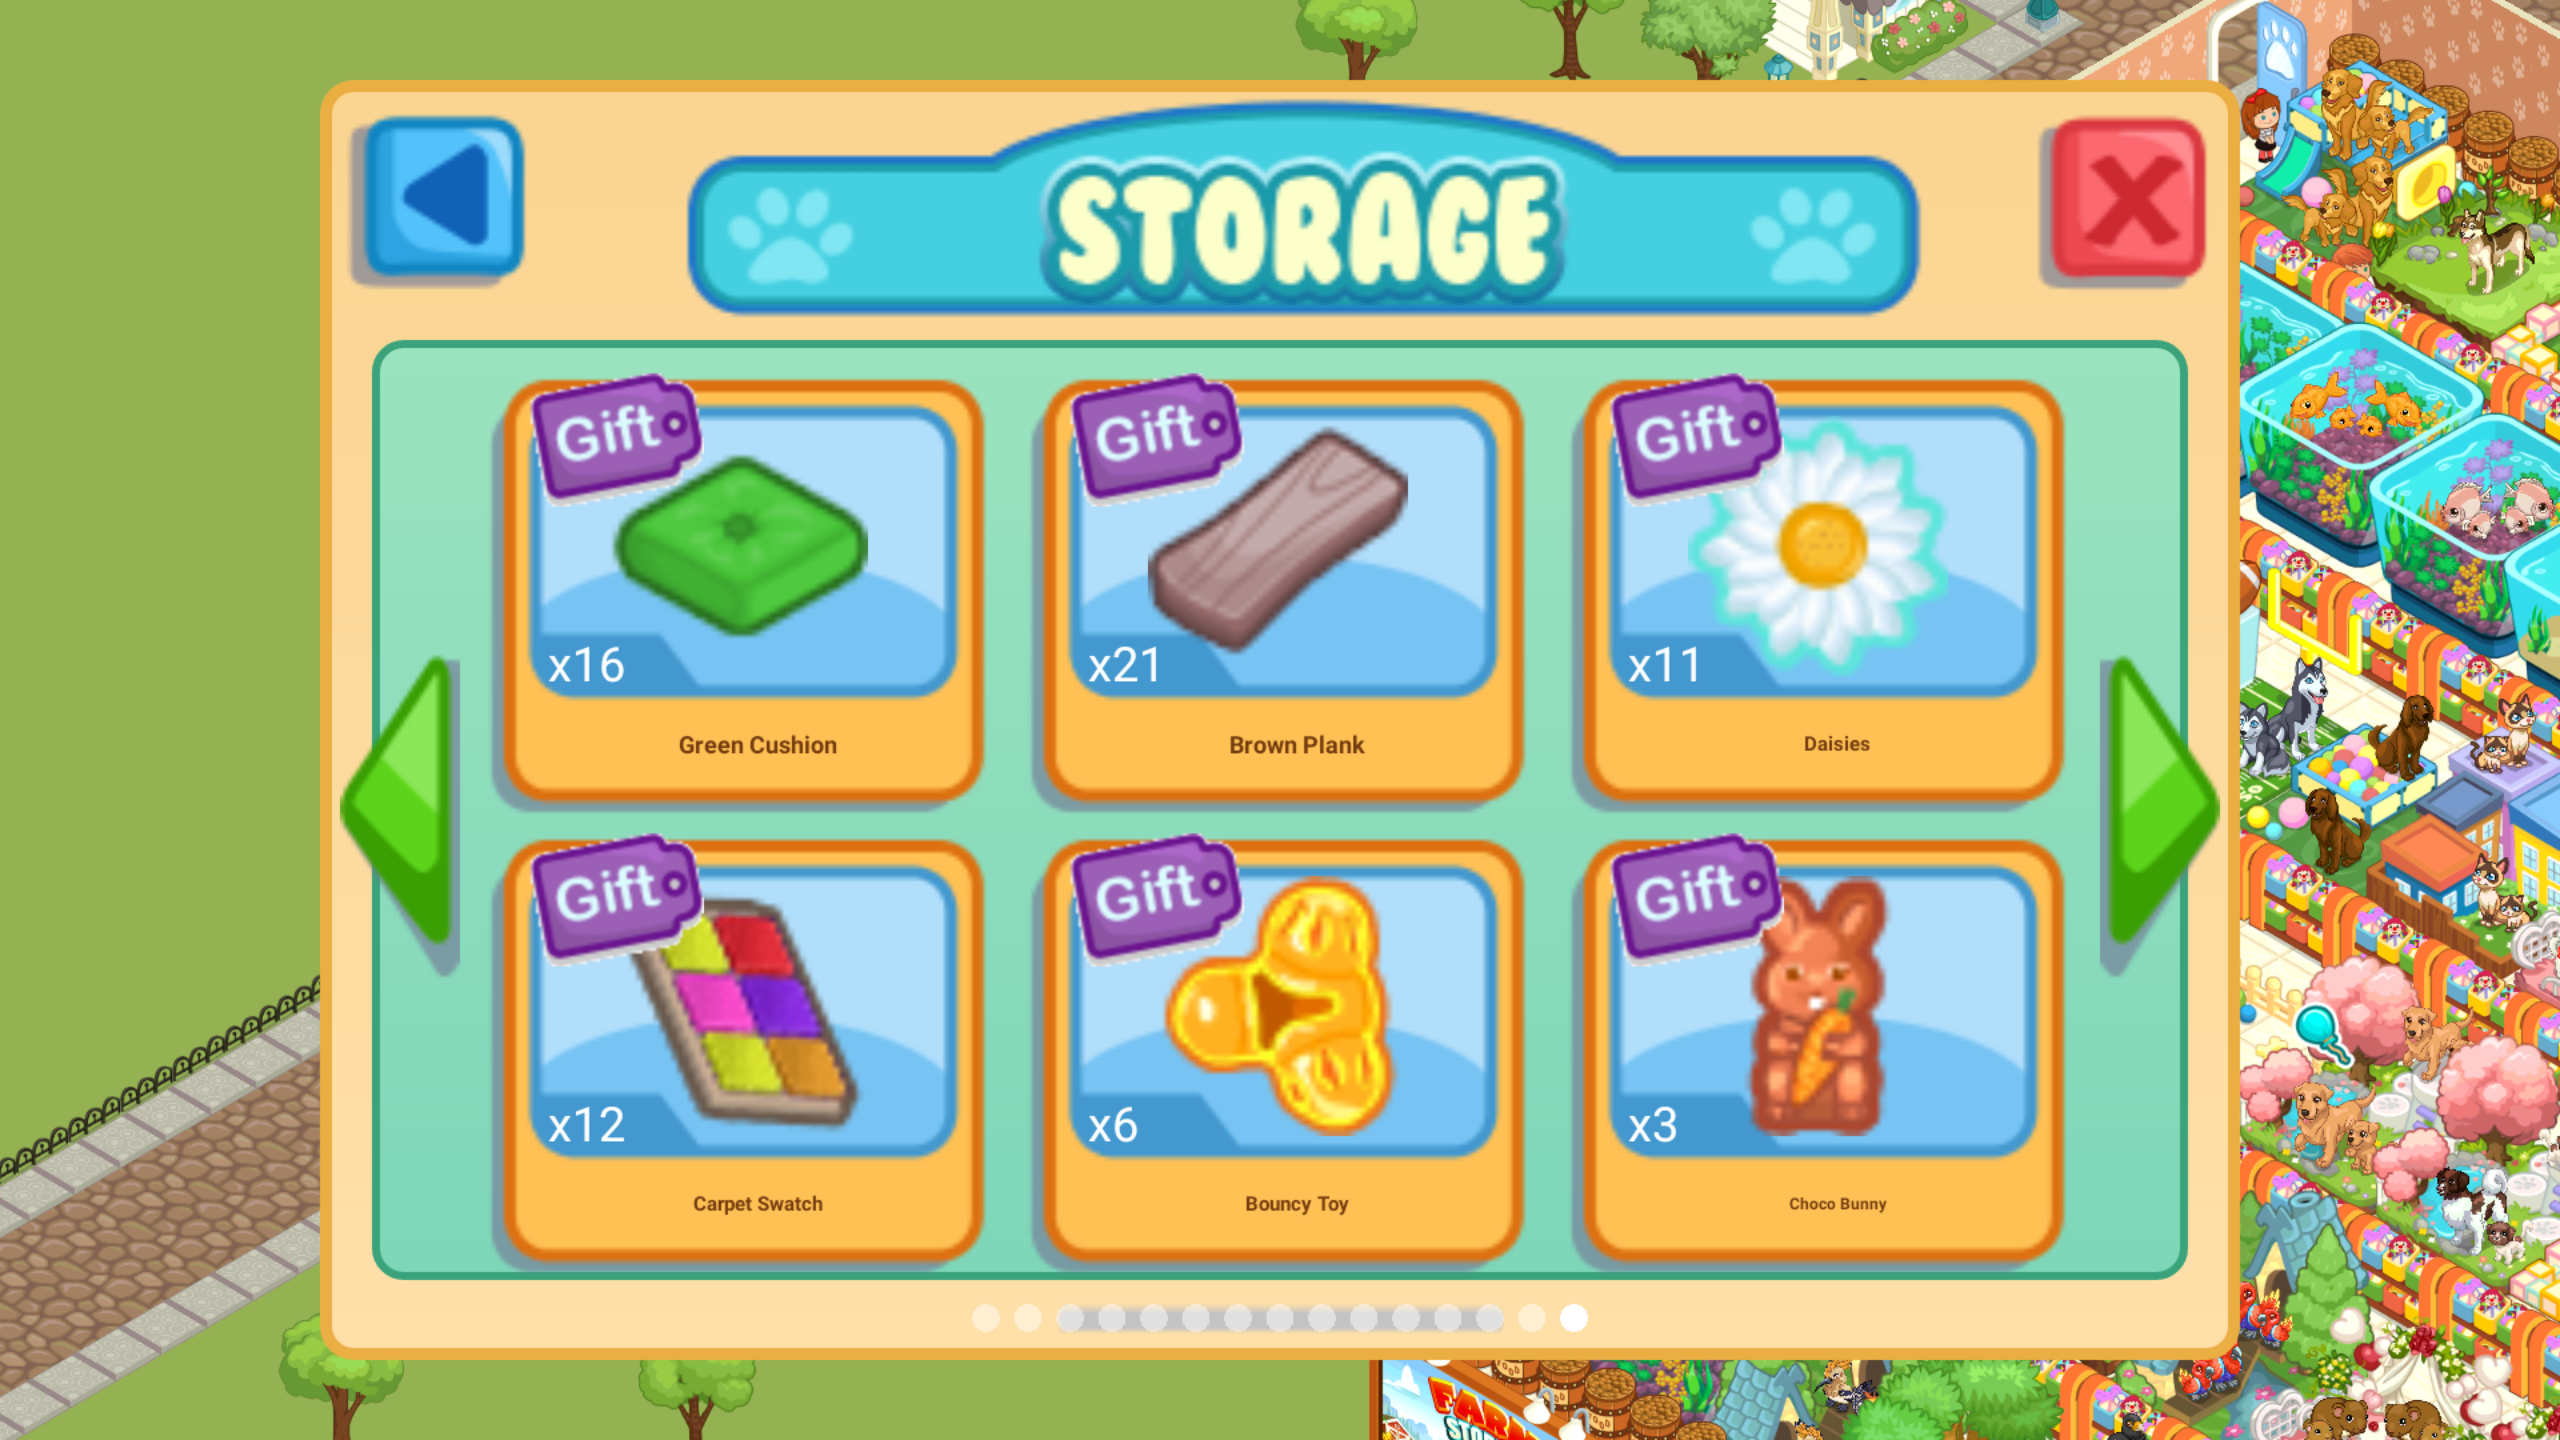 STORAGE
Gift
x16
Green Cushion
Gift
x21
Brown Plank
Gift
x11
Daisies
Gift
x12
Carpet Swatch
Gift
x6
Bouncy Toy
Gift
x3
Choco Bunny